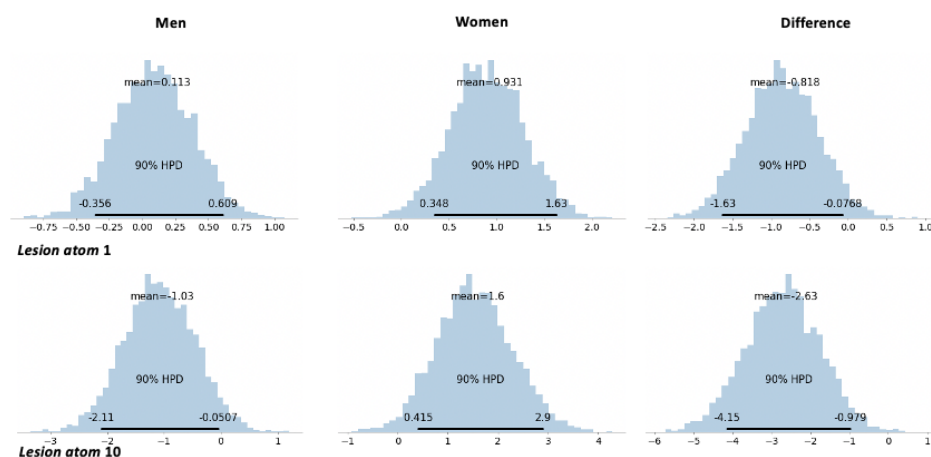 Men Women Difference
mean=0.113 mean=0.931 mean=-0.818
90% HPD 90% HPD 90% HPD
-0.356 0.609 0.348 1.63 -1.63 -0.0768
-0.75 -0.50 -0.25 0.00 0.25 0.50 0.75 1.00 -0.5 0.0 0.5 1.0 1.5 2.0 -2.5 -2.0 -1.5 -1.0 -0.5 0.0 0.5 1.0
Lesion atom 1
mean=-1.03 mean=1.6 mean=-2.63
90% HPD 90% HPD 90% HPD
-2.11 -0.0507 0.415 2.9 -4.15 -0.979
-3 -2 -1 0 1 -1 0 1 2 3 4 -6 -5 -4 -3 -2 -1 0 1
Lesion atom 10